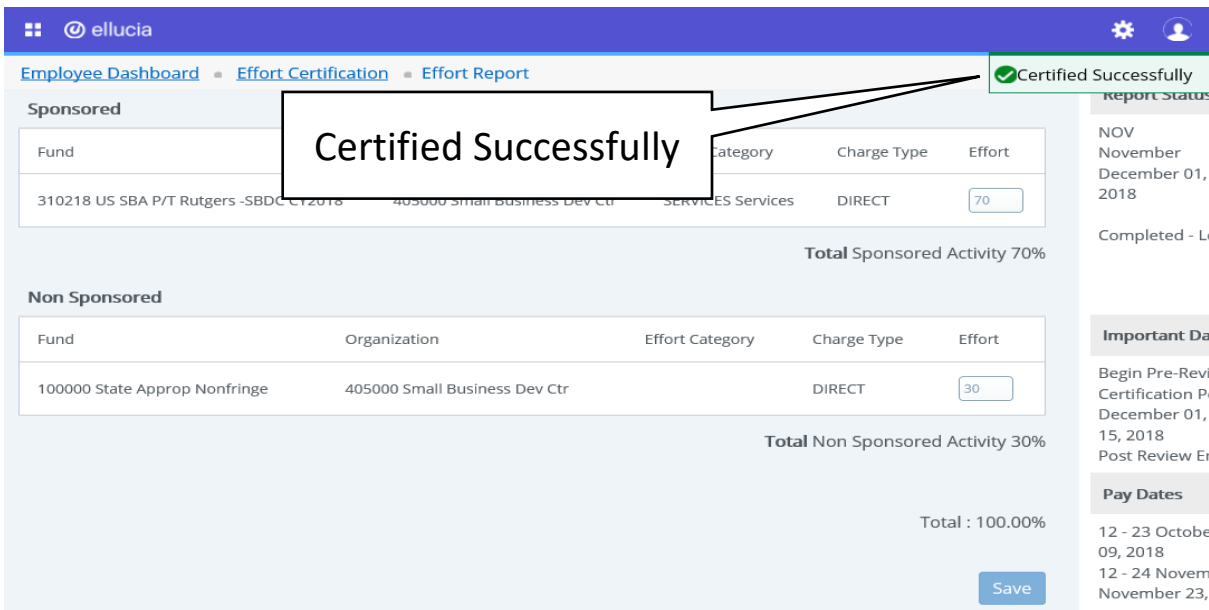 ellucia
Employee Dashboard Effort Certification Effort Report
Certified Successfully
Certified Successfully
Sponsored
Fund Category Charge Type Effort
310218 US SBA P/T Rutgers -SBDC CY2018 405000 Small Business Dev Ctr SERVICES Services DIRECT 70
Total Sponsored Activity 70%
Non Sponsored
Fund Organization Effort Category Charge Type Effort
100000 State Approp Nonfringe 405000 Small Business Dev Ctr DIRECT 30
Total Non Sponsored Activity 30%
Total : 100.00%
Save
Report Status
NOV
November
December 01,
2018
Completed - L
Important Da
Begin Pre-Revi
Certification P
December 01,
15, 2018
Post Review E
Pay Dates
12 - 23 Octobe
09, 2018
12 - 24 Novem
November 23,